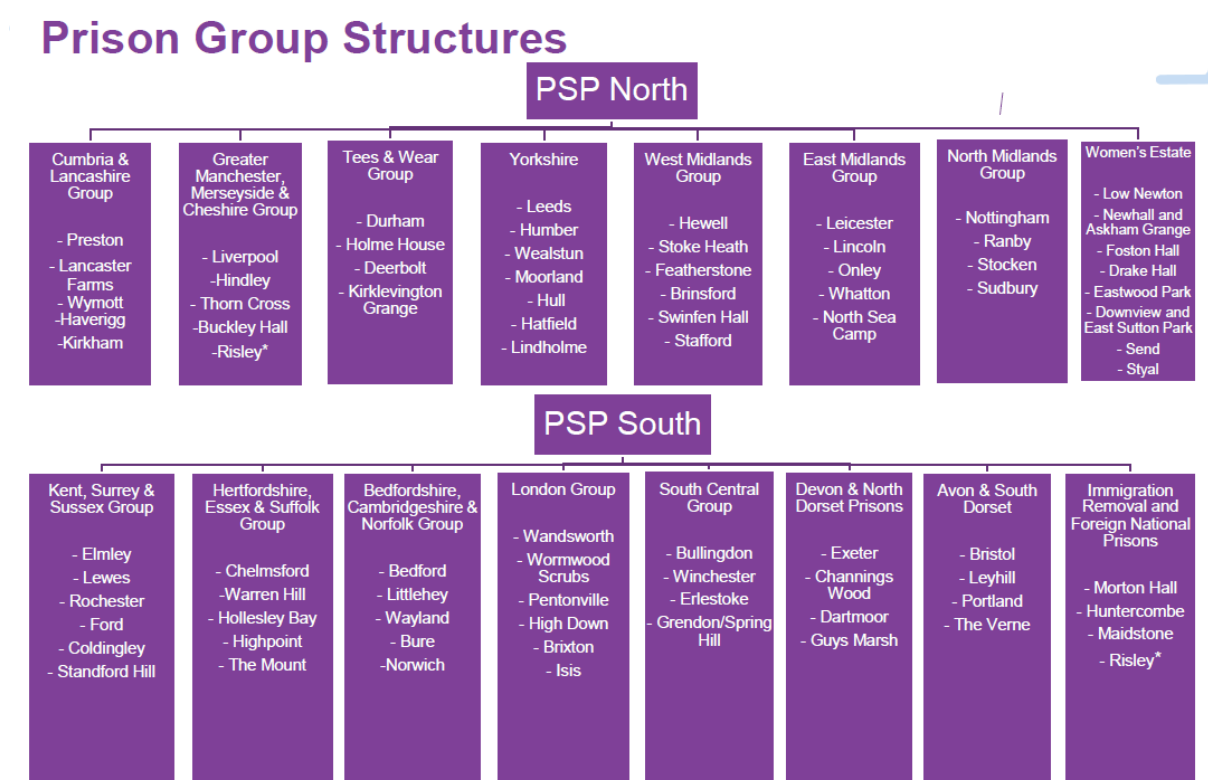 Prison Group Structures
PSP North
Cumbria &
Lancashire
Group
- Preston
- Lancaster
Farms
- Wymott
-Haverigg
-Kirkham
Greater
Manchester,
Merseyside &
Cheshire Group
- Liverpool
-Hindley
- Thorn Cross
-Buckley Hall
-Risley*
Tees & Wear
Group
- Durham
- Holme House
- Deerbolt
- Kirklevington
Grange
Yorkshire
- Leeds
- Humber
- Wealstun
- Moorland
- Hull
- Hatfield
- Lindholme
West Midlands
Group
- Hewell
- Stoke Heath
- Featherstone
- Brinsford
- Swinfen Hall
- Stafford
East Midlands
Group
- Leicester
- Lincoln
- Onley
- Whatton
- North Sea
Camp
North Midlands
Group
- Nottingham
- Ranby
- Stocken
- Sudbury
Women's Estate
- Low Newton
- Newhall and
Askham Grange
- Foston Hall
- Drake Hall
- Eastwood Park
- Downview and
East Sutton Park
- Send
- Styal
PSP South
Kent, Surrey &
Sussex Group
- Elmley
- Lewes
- Rochester
- Ford
- Coldingley
- Standford Hill
Hertfordshire,
Essex & Suffolk
Group
- Chelmsford
-Warren Hill
- Hollesley Bay
- Highpoint
- The Mount
Bedfordshire,
Cambridgeshire &
Norfolk Group
- Bedford
- Littlehey
- Wayland
- Bure
-Norwich
London Group
- Wandsworth
- Wormwood
Scrubs
- Pentonville
- High Down
- Brixton
- Isis
South Central
Group
- Bullingdon
- Winchester
- Erlestoke
- Grendon/Spring
Hill
Devon & North
Dorset Prisons
- Exeter
- Channings
Wood
- Dartmoor
- Guys Marsh
Avon & South
Dorset
- Bristol
- Leyhill
- Portland
- The Verne
Immigration
Removal and
Foreign National
Prisons
- Morton Hall
- Huntercombe
- Maidstone
- Risley*